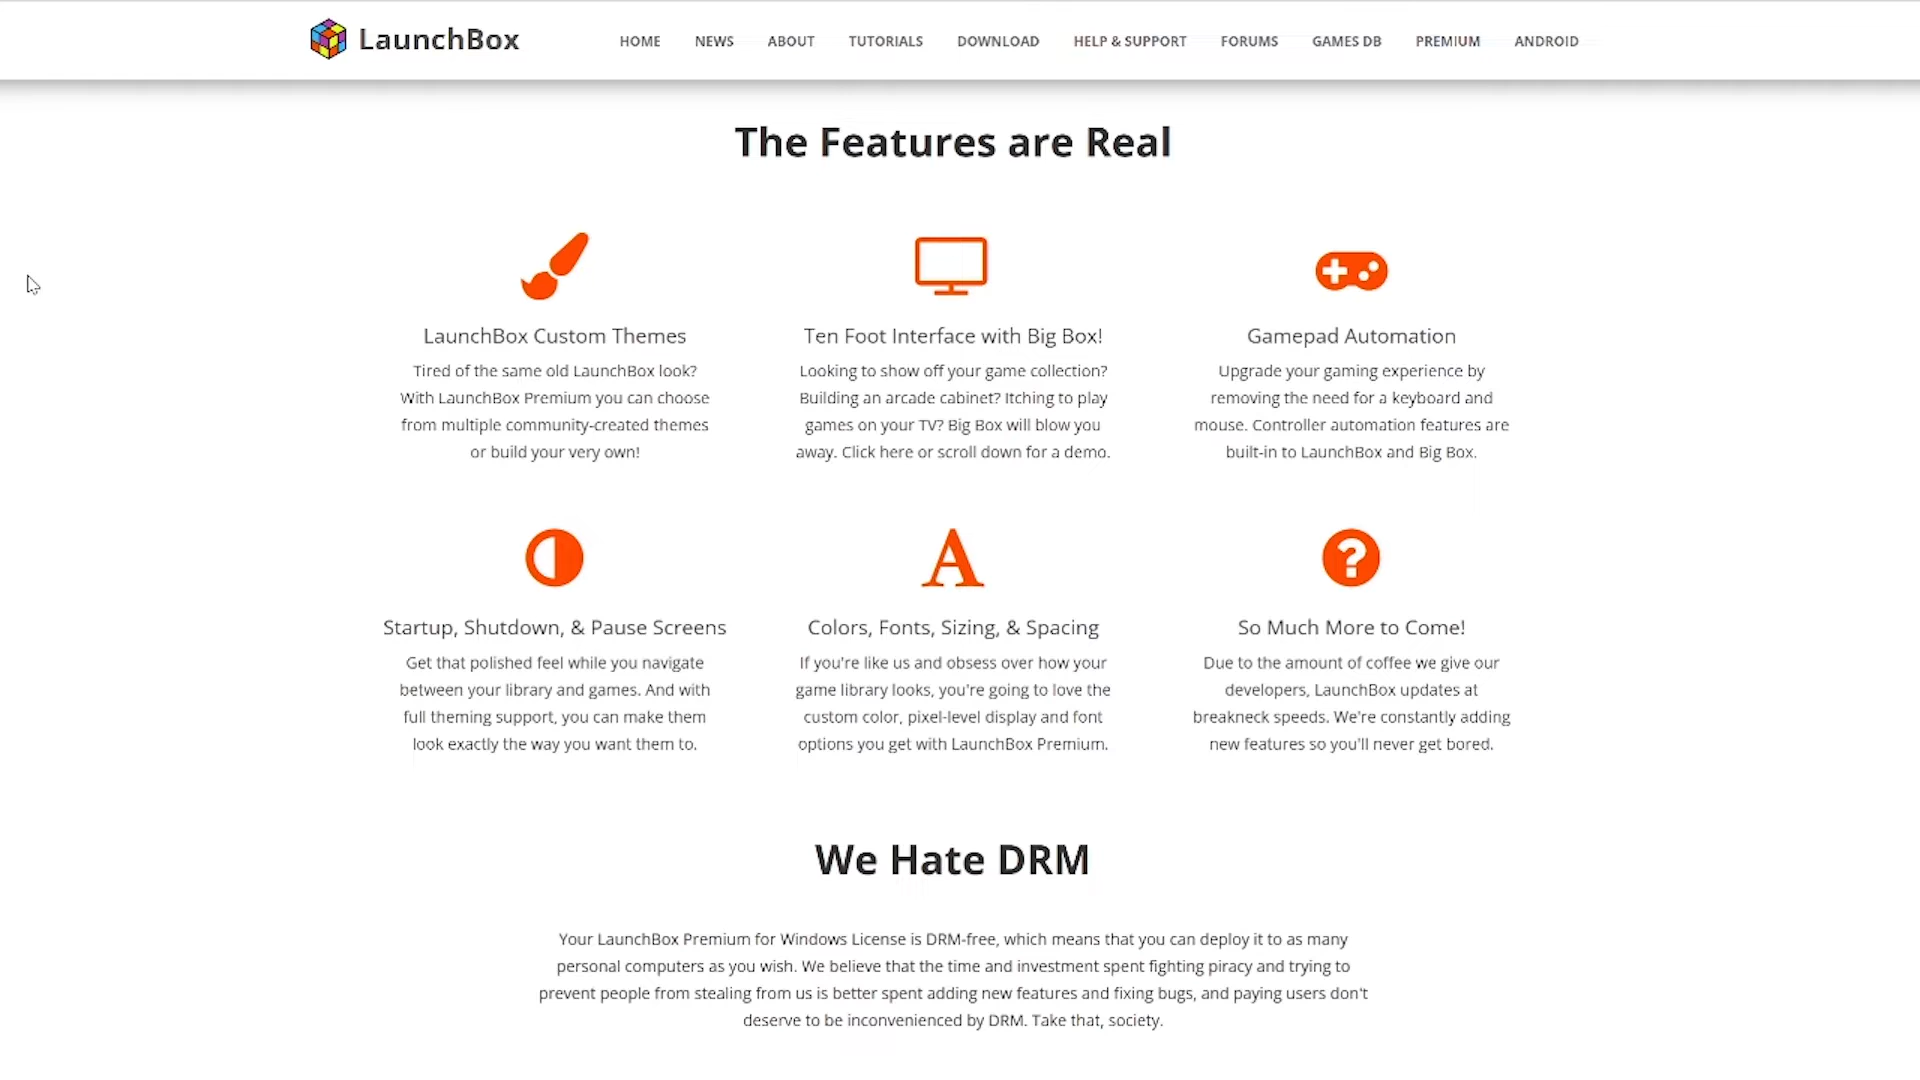 LaunchBox
HOME NEWS ABOUT TUTORIALS DOWNLOAD HELP & SUPPORT FORUMS GAMES DB PREMIUM ANDROID
The Features are Real
LaunchBox Custom Themes
Tired of the same old LaunchBox look?
With LaunchBox Premium you can choose
from multiple community-created themes
or build your very own!
Ten Foot Interface with Big Box!
Looking to show off your game collection?
Building an arcade cabinet? Itching to play
games on your TV? Big Box will blow you
away. Click here or scroll down for a demo.
Gamepad Automation
Upgrade your gaming experience by
removing the need for a keyboard and
mouse. Controller automation features are
built-in to LaunchBox and Big Box.
Startup, Shutdown, & Pause Screens
Get that polished feel while you navigate
between your library and games. And with
full theming support, you can make them
look exactly the way you want them to.
A
Colors, Fonts, Sizing, & Spacing
If you're like us and obsess over how your
game library looks, you're going to love the
custom color, pixel-level display and font
options you get with LaunchBox Premium.
?
So Much More to Come!
Due to the amount of coffee we give our
developers, LaunchBox updates at
breakneck speeds. We're constantly adding
new features so you'll never get bored.
We Hate DRM
Your LaunchBox Premium for Windows License is DRM-free, which means that you can deploy it to as many
personal computers as you wish. We believe that the time and investment spent fighting piracy and trying to
prevent people from stealing from us is better spent adding new features and fixing bugs, and paying users don't
deserve to be inconvenienced by DRM. Take that, society.